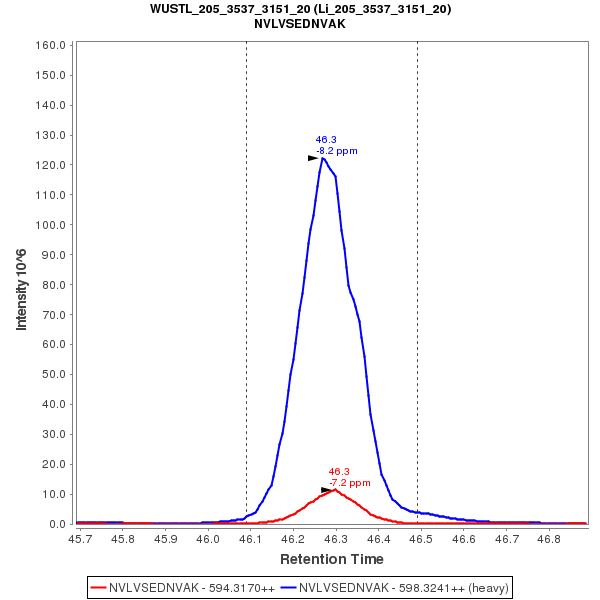 WUSTL_205_3537_3151_20 (Li_205_3537_3151_20)
NVLVSEDNVAK
160.0
150.0
140.0
130.0
120.0
110.0
100.0
90.0
80.0
70.0
60.0
50.0
40.0
30.0
20.0
10.0
0.0
Intensity 10^6
46.3
-8.2 ppm
46.3
-7.2 ppm
45.7 45.8 45.9 46.0 46.1 46.2 46.3 46.4 46.5 46.6 46.7 46.8
Retention Time
NVLVSEDNVAK - 594.3170++ NVLVSEDNVAK - 598.3241++ (heavy)